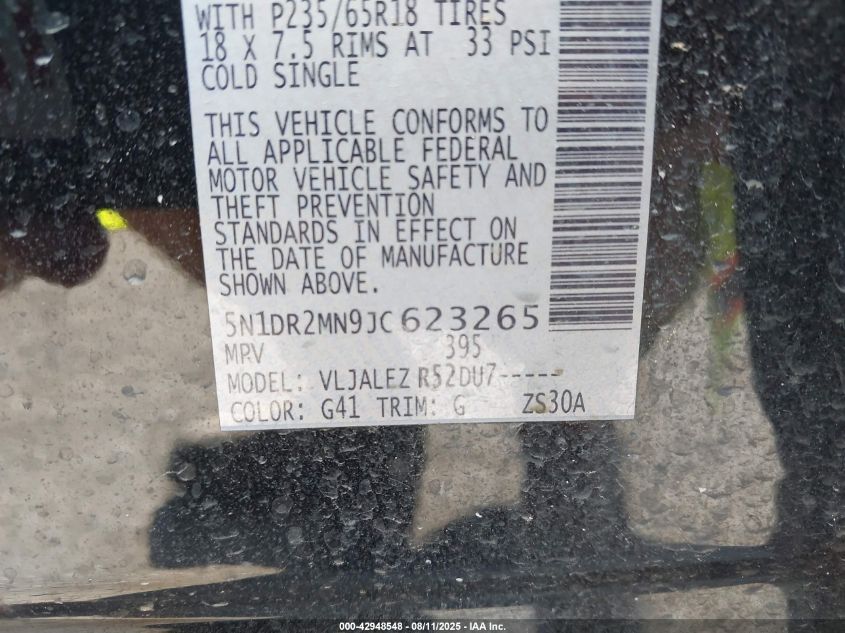 WITH P235/65R18 TIRES
18 X 7.5 RIMS AT 33 PSI
COLD SINGLE
THIS VEHICLE CONFORMS TO
ALL APPLICABLE FEDERAL
MOTOR VEHICLE SAFETY AND
THEFT PREVENTION
STANDARDS IN EFFECT ON
THE DATE OF MANUFACTURE
SHOWN ABOVE.
5N1DR2MN9JC623265
MPV 395
MODEL: VLJALEZ R52DU7-----
COLOR: G41 TRIM: G ZS30A
000-42948548 - 08/11/2025 - IAA Inc.